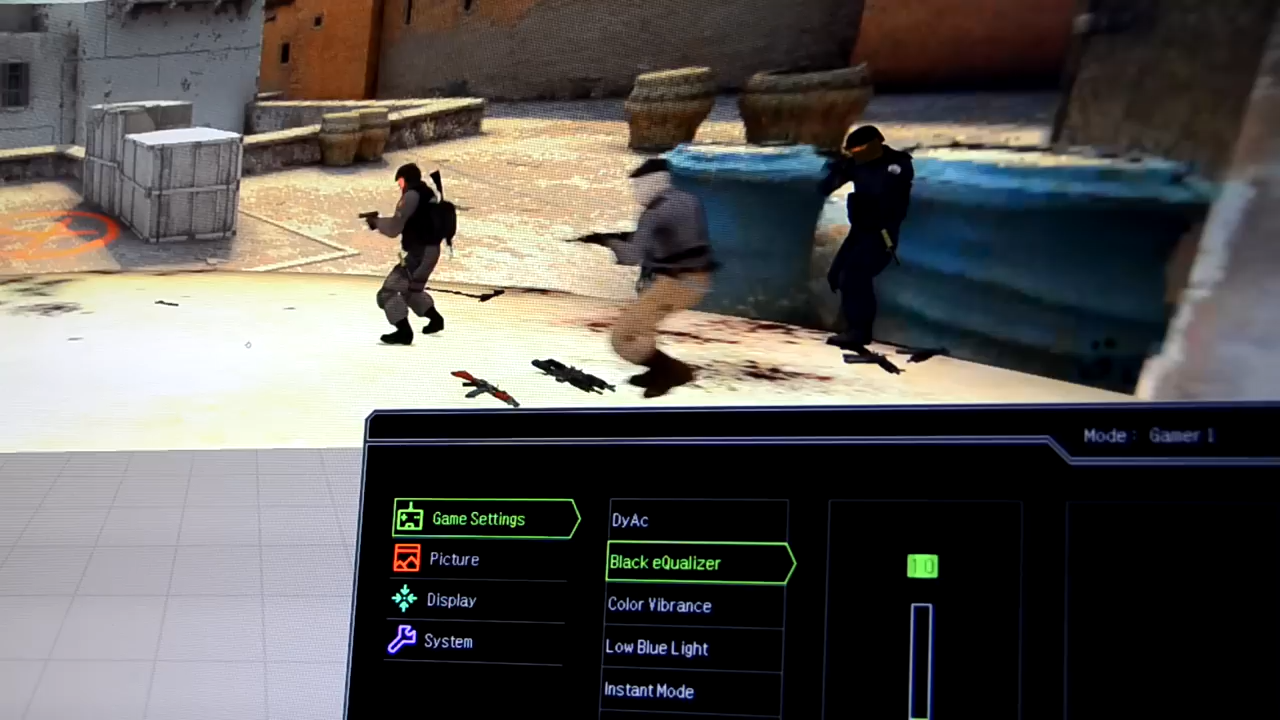 Mode: Gamer 1
Game Settings
Picture
Display
System
DyAc
Black eQualizer
Color Vibrance
Low Blue Light
Instant Mode
10